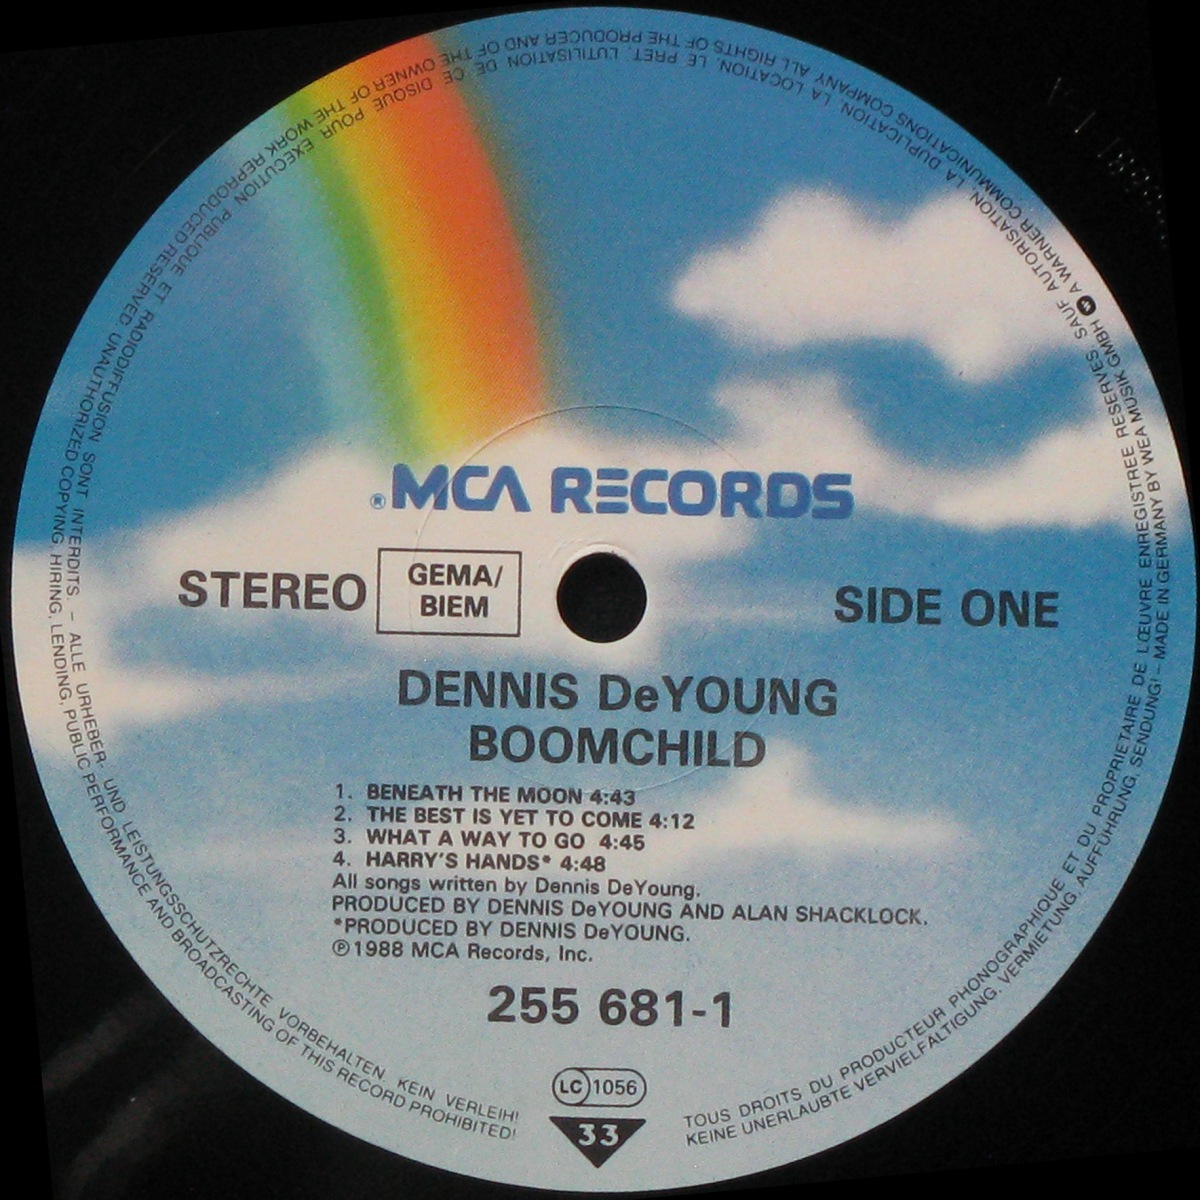 ®MCA RECORDS
STEREO
GEMA/
BIEM
SIDE ONE
DENNIS DeYOUNG
BOOMCHILD
1. BENEATH THE MOON 4:43
2. THE BEST IS YET TO COME 4:12
3. WHAT A WAY TO GO 4:45
4. HARRY'S HANDS* 4:48
All songs written by Dennis DeYoung.
PRODUCED BY DENNIS DeYOUNG AND ALAN SHACKLOCK.
*PRODUCED BY DENNIS DeYOUNG.
℗1988 MCA Records, Inc.
255 681-1
LC 1056
33
TOUS DROITS DU PRODUCTEUR PHONOGRAPHIQUE ET DU PROPRIETAIRE DE L'ŒUVRE ENREGISTREE RESERVES. SAUF AUTORISATION, LA DUPLICATION, LA LOCATION, LE PRET, L'UTILISATION DE CE DISQUE POUR EXECUTION PUBLIQUE ET RADIODIFFUSION SONT INTERDITS. – ALLE URHEBER- UND LEISTUNGSSCHUTZRECHTE VORBEHALTEN. KEIN VERLEIH!
KEINE UNERLAUBTE VERVIELFÄLTIGUNG, VERMIETUNG, AUFFÜHRUNG, SENDUNG! – MADE IN GERMANY BY WEA MUSIK GMBH A WARNER COMMUNICATIONS COMPANY ALL RIGHTS OF THE PRODUCER AND OF THE OWNER OF THE WORK REPRODUCED RESERVED. UNAUTHORIZED COPYING, HIRING, LENDING, PUBLIC PERFORMANCE AND BROADCASTING OF THIS RECORD PROHIBITED!